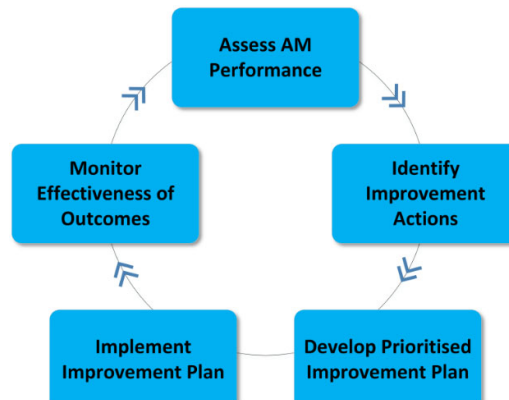 Assess AM
Performance
Identify
Improvement
Actions
Develop Prioritised
Improvement Plan
Implement
Improvement Plan
Monitor
Effectiveness of
Outcomes